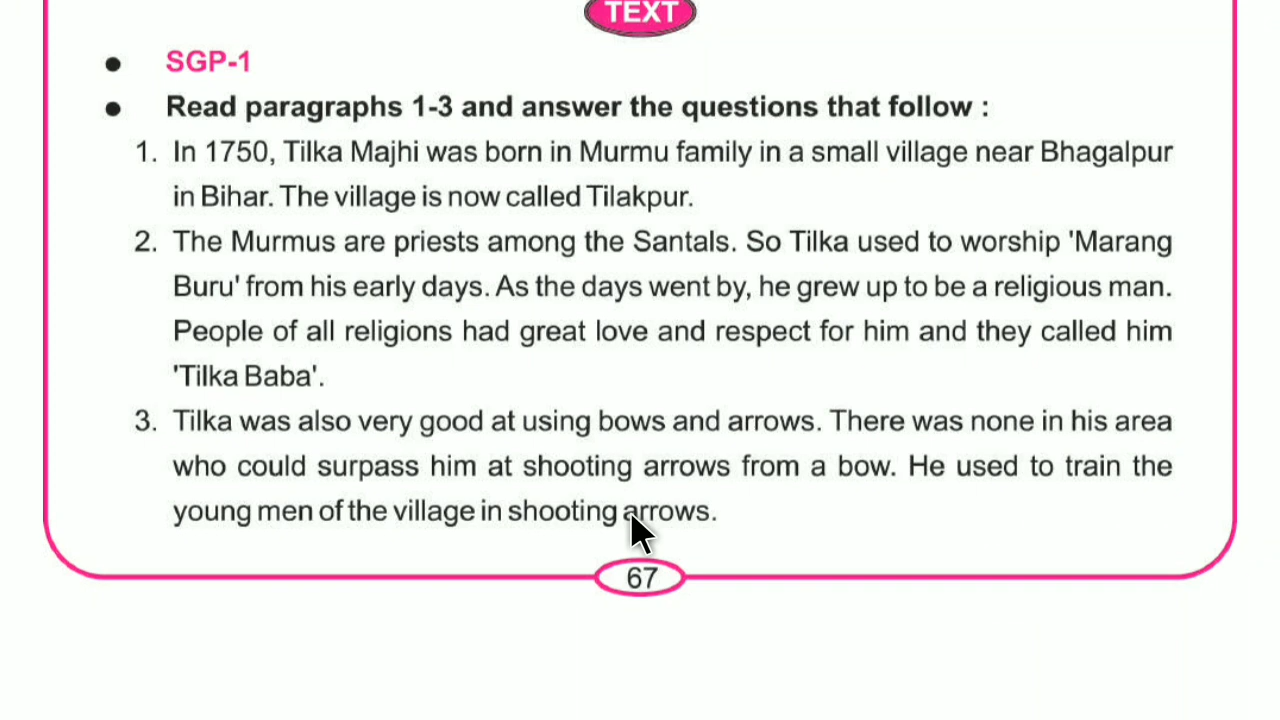 TEXT
SGP-1
Read paragraphs 1-3 and answer the questions that follow :
1. In 1750, Tilka Majhi was born in Murmu family in a small village near Bhagalpur
in Bihar. The village is now called Tilakpur.
2. The Murmus are priests among the Santals. So Tilka used to worship 'Marang
Buru' from his early days. As the days went by, he grew up to be a religious man.
People of all religions had great love and respect for him and they called him
'Tilka Baba'.
3. Tilka was also very good at using bows and arrows. There was none in his area
who could surpass him at shooting arrows from a bow. He used to train the
young men of the village in shooting arrows.
67